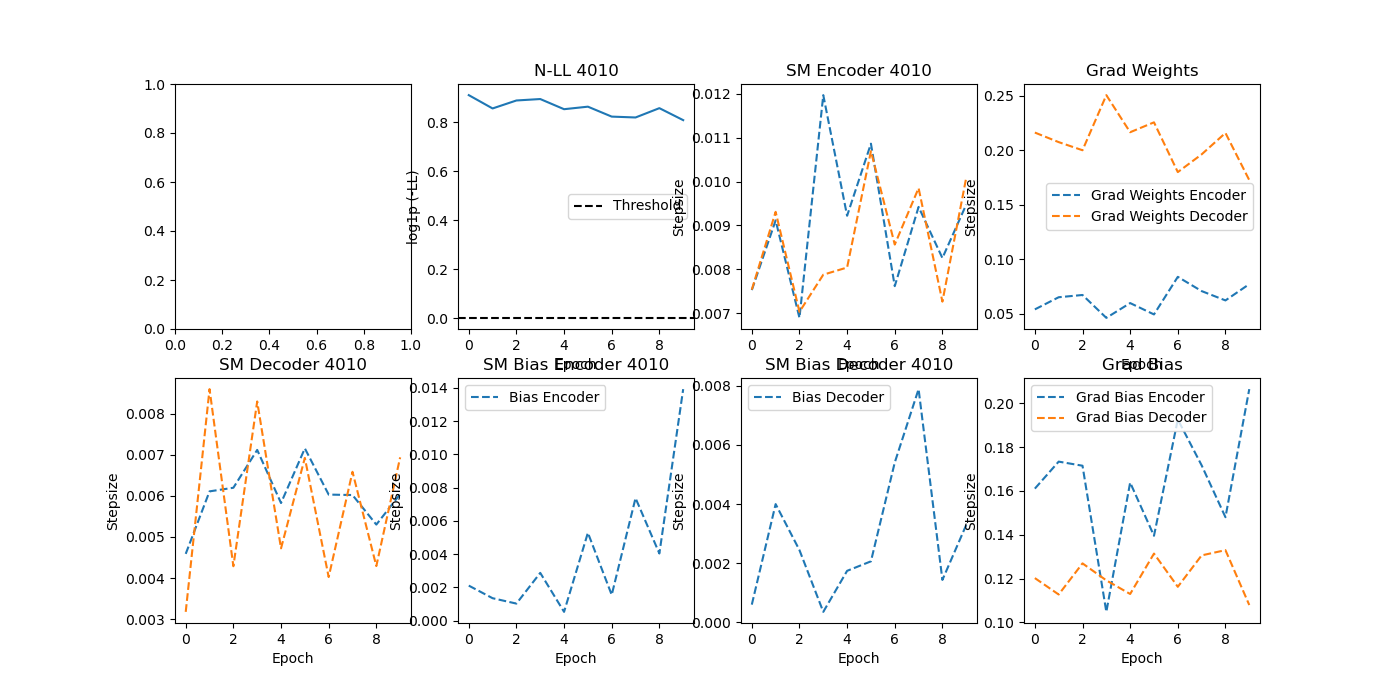 N-LL 4010
SM Encoder 4010
Grad Weights
1.0
0.8
0.6
0.4
0.2
0.0
0.0 0.2 0.4 0.6 0.8 1.0
log1p (-LL)
0.8
0.6
0.4
0.2
0.0
Threshold
0 2 4 6 8
Epoch
Stepsize
0.012
0.011
0.010
0.009
0.008
0.007
0 2 4 6 8
Epoch
Stepsize
0.25
0.20
0.15
0.10
0.05
Grad Weights Encoder
Grad Weights Decoder
0 2 4 6 8
Epoch
SM Decoder 4010
SM Bias Encoder 4010
SM Bias Decoder 4010
Grad Bias
Stepsize
0.008
0.007
0.006
0.005
0.004
0.003
0 2 4 6 8
Epoch
Stepsize
0.014
0.012
0.010
0.008
0.006
0.004
0.002
0.000
Bias Encoder
0 2 4 6 8
Epoch
Stepsize
0.008
0.006
0.004
0.002
0.000
Bias Decoder
0 2 4 6 8
Epoch
Stepsize
0.20
0.18
0.16
0.14
0.12
0.10
Grad Bias Encoder
Grad Bias Decoder
0 2 4 6 8
Epoch